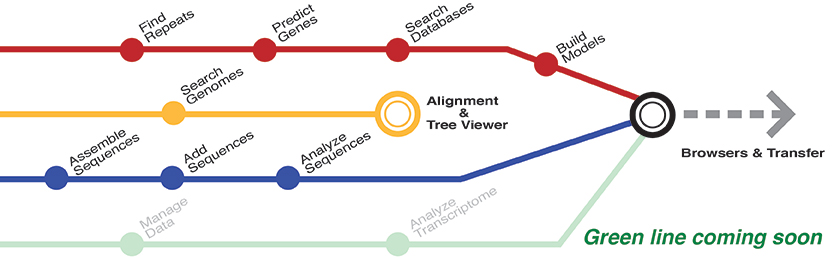 Find
Repeats
Predict
Genes
Search
Databases
Build
Models
Search
Genomes
Alignment
&
Tree Viewer
Browsers & Transfer
Assemble
Sequences
Add
Sequences
Analyze
Sequences
Manage
Data
Analyze
Transcriptome
Green line coming soon